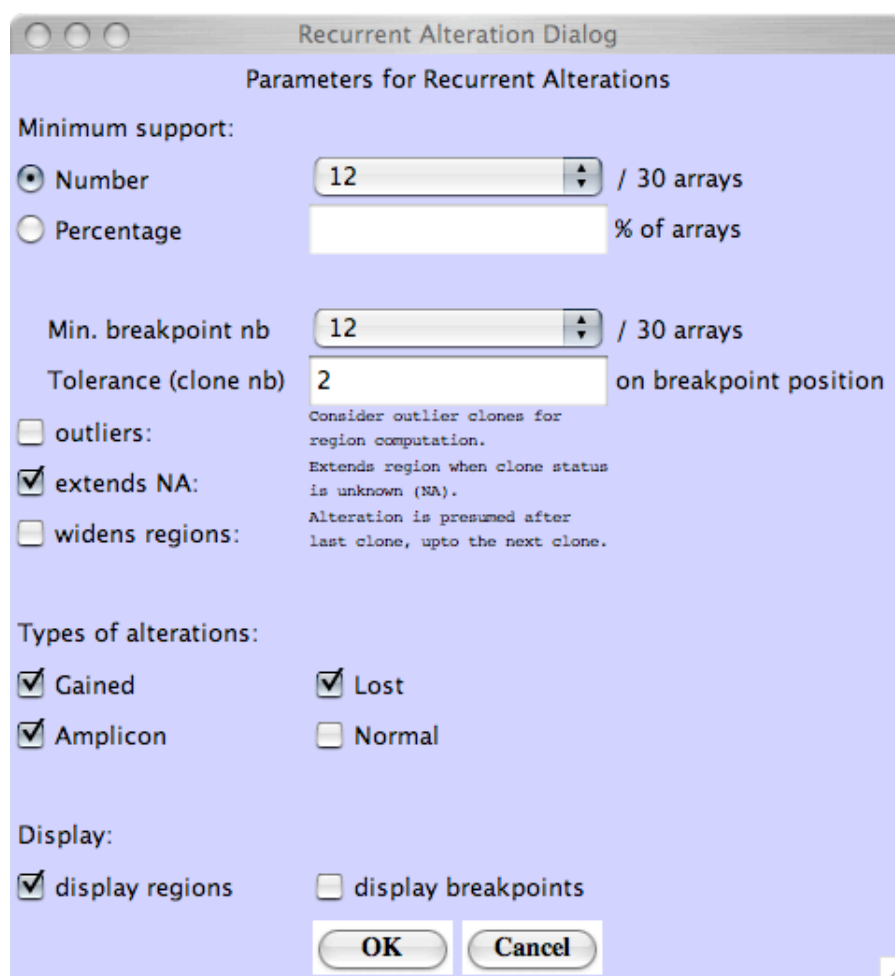 Recurrent Alteration Dialog
Parameters for Recurrent Alterations
Minimum support:
Number 12 / 30 arrays
Percentage % of arrays
Min. breakpoint nb 12 / 30 arrays
Tolerance (clone nb) 2 on breakpoint position
outliers: Consider outlier clones for
region computation.
extends NA: Extends region when clone status
is unknown (NA).
widens regions: Alteration is presumed after
last clone, upto the next clone.
Types of alterations:
Gained Lost
Amplicon Normal
Display:
display regions display breakpoints
OK Cancel